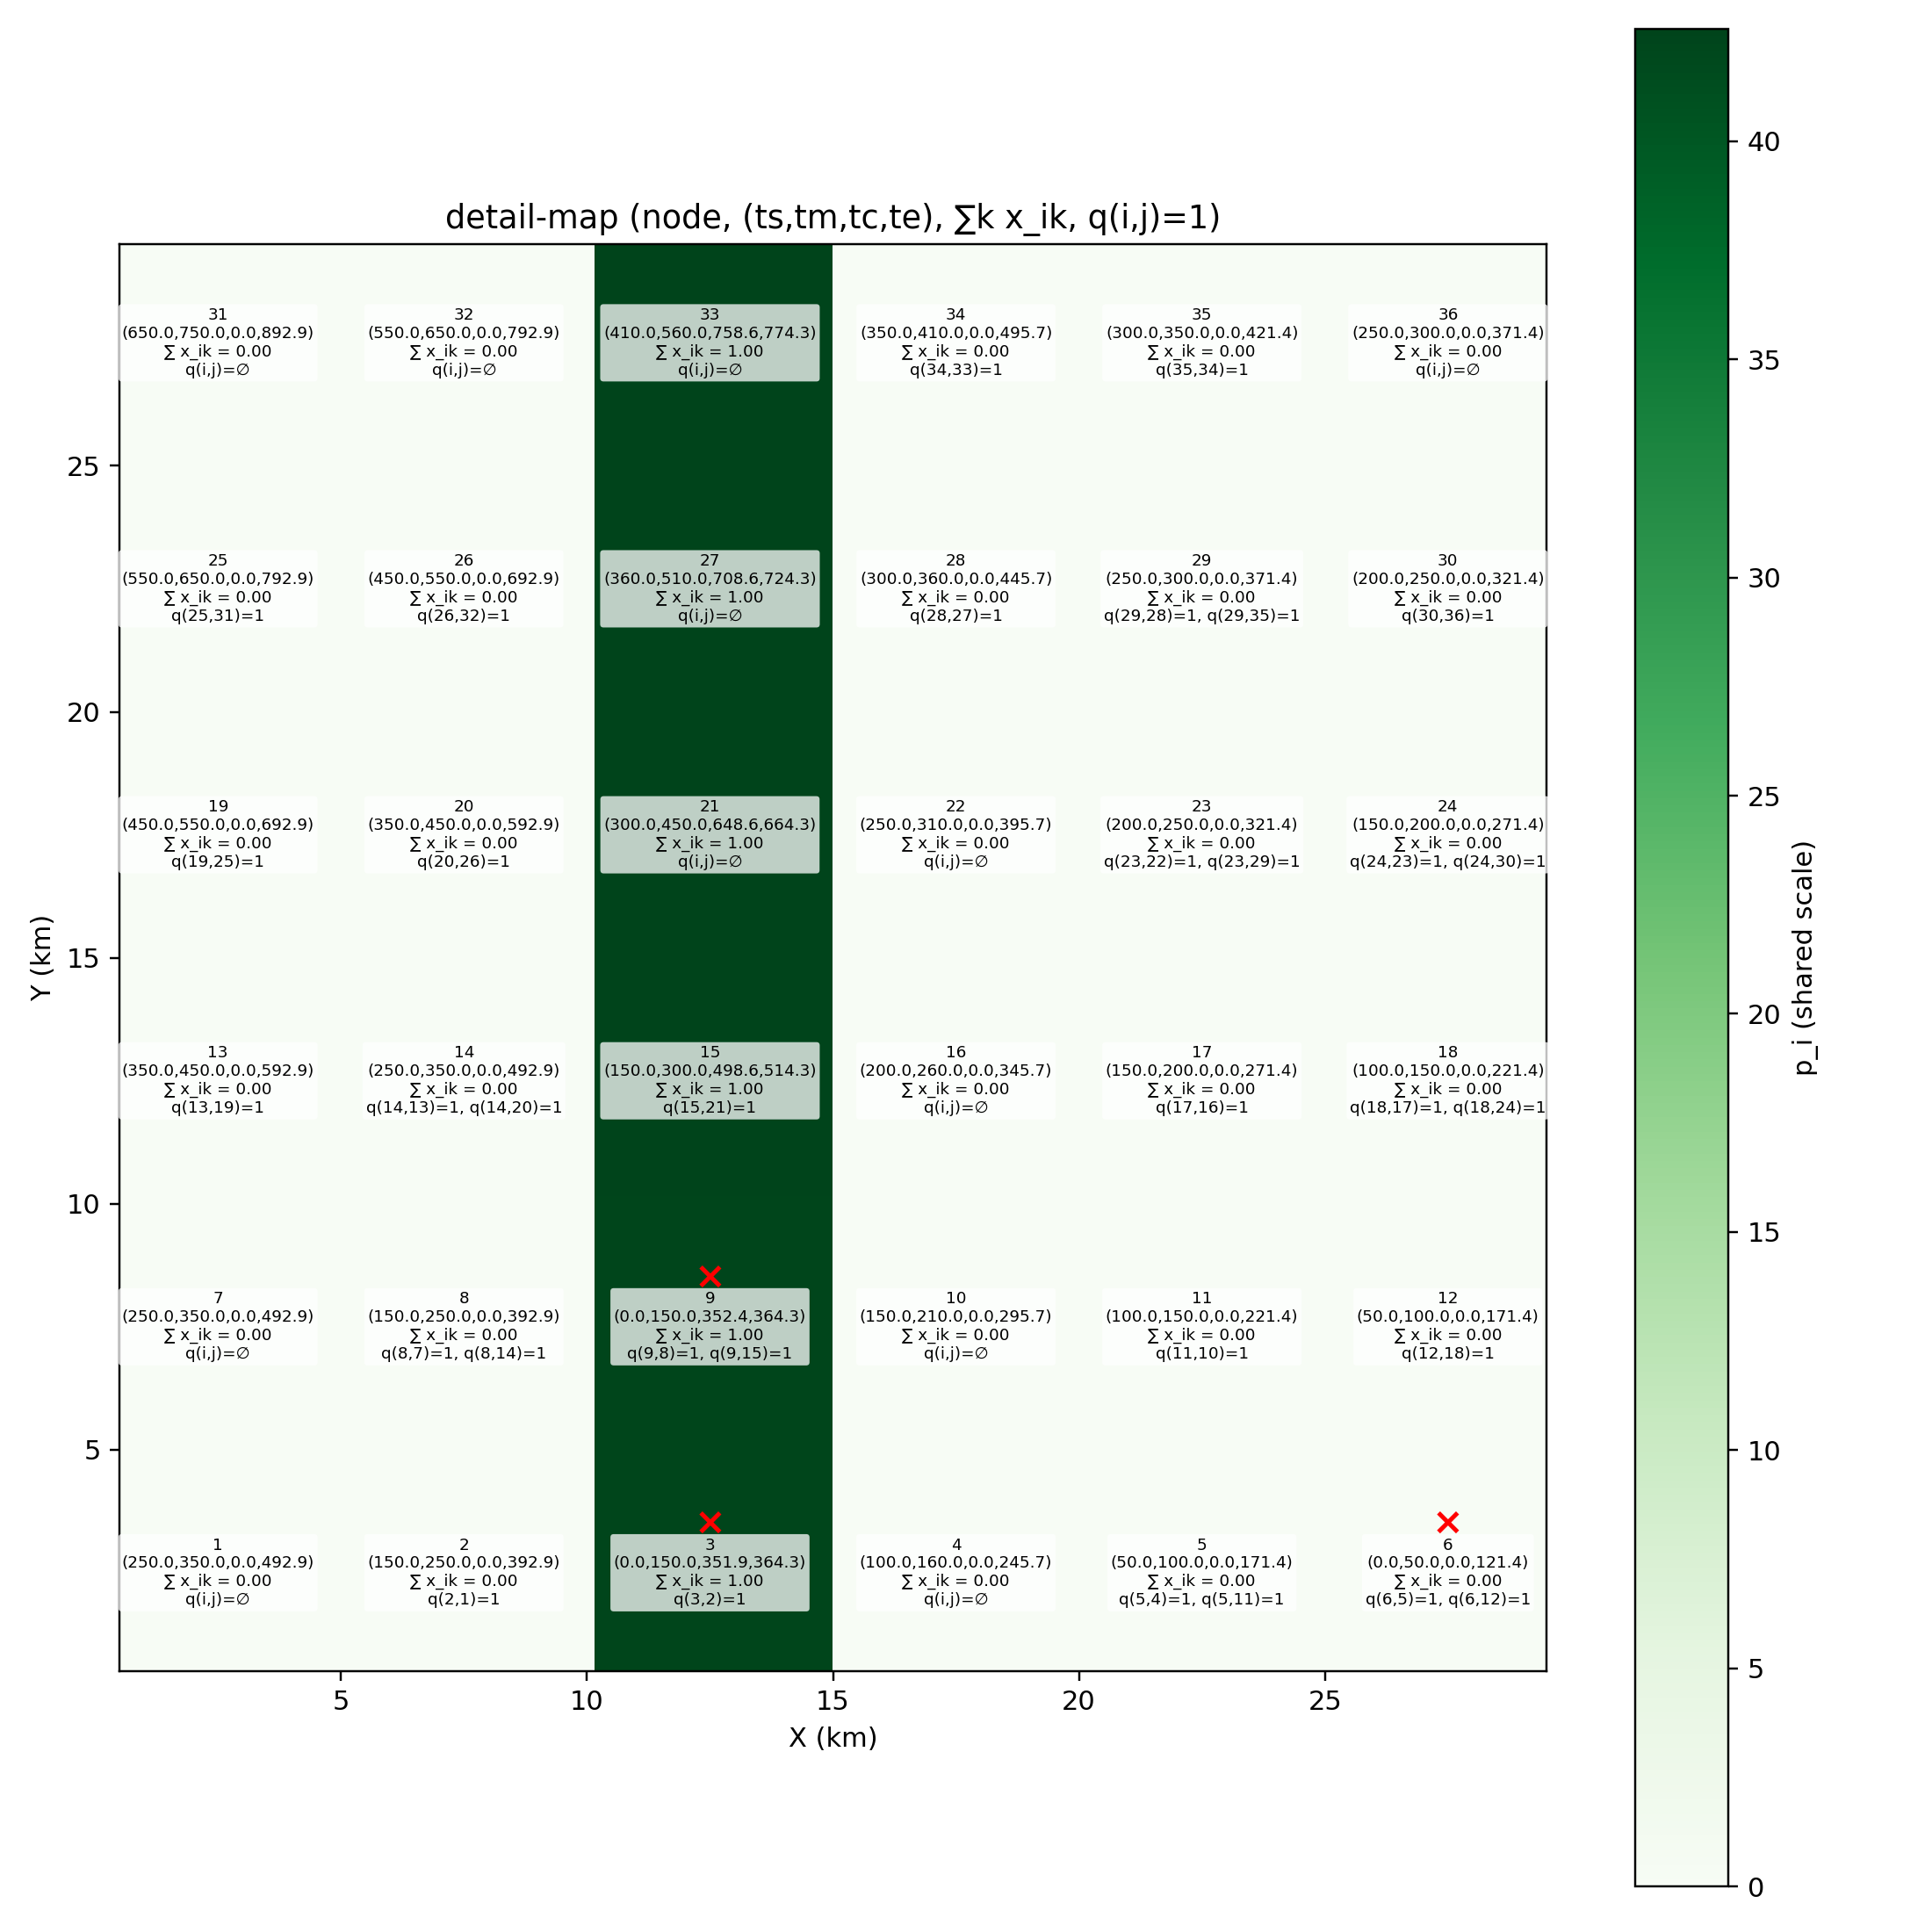 detail-map (node, (ts,tm,tc,te), ∑k x_ik, q(i,j)=1)
31
(650.0,750.0,0.0,892.9)
∑ x_ik = 0.00
q(i,j)=∅
32
(550.0,650.0,0.0,792.9)
∑ x_ik = 0.00
q(i,j)=∅
33
(410.0,560.0,758.6,774.3)
∑ x_ik = 1.00
q(i,j)=∅
34
(350.0,410.0,0.0,495.7)
∑ x_ik = 0.00
q(34,33)=1
35
(300.0,350.0,0.0,421.4)
∑ x_ik = 0.00
q(35,34)=1
36
(250.0,300.0,0.0,371.4)
∑ x_ik = 0.00
q(i,j)=∅
25
(550.0,650.0,0.0,792.9)
∑ x_ik = 0.00
q(25,31)=1
26
(450.0,550.0,0.0,692.9)
∑ x_ik = 0.00
q(26,32)=1
27
(360.0,510.0,708.6,724.3)
∑ x_ik = 1.00
q(i,j)=∅
28
(300.0,360.0,0.0,445.7)
∑ x_ik = 0.00
q(28,27)=1
29
(250.0,300.0,0.0,371.4)
∑ x_ik = 0.00
q(29,28)=1, q(29,35)=1
30
(200.0,250.0,0.0,321.4)
∑ x_ik = 0.00
q(30,36)=1
19
(450.0,550.0,0.0,692.9)
∑ x_ik = 0.00
q(19,25)=1
20
(350.0,450.0,0.0,592.9)
∑ x_ik = 0.00
q(20,26)=1
21
(300.0,450.0,648.6,664.3)
∑ x_ik = 1.00
q(i,j)=∅
22
(250.0,310.0,0.0,395.7)
∑ x_ik = 0.00
q(i,j)=∅
23
(200.0,250.0,0.0,321.4)
∑ x_ik = 0.00
q(23,22)=1, q(23,29)=1
24
(150.0,200.0,0.0,271.4)
∑ x_ik = 0.00
q(24,23)=1, q(24,30)=1
13
(350.0,450.0,0.0,592.9)
∑ x_ik = 0.00
q(13,19)=1
14
(250.0,350.0,0.0,492.9)
∑ x_ik = 0.00
q(14,13)=1, q(14,20)=1
15
(150.0,300.0,498.6,514.3)
∑ x_ik = 1.00
q(15,21)=1
16
(200.0,260.0,0.0,345.7)
∑ x_ik = 0.00
q(i,j)=∅
17
(150.0,200.0,0.0,271.4)
∑ x_ik = 0.00
q(17,16)=1
18
(100.0,150.0,0.0,221.4)
∑ x_ik = 0.00
q(18,17)=1, q(18,24)=1
7
(250.0,350.0,0.0,492.9)
∑ x_ik = 0.00
q(i,j)=∅
8
(150.0,250.0,0.0,392.9)
∑ x_ik = 0.00
q(8,7)=1, q(8,14)=1
9
(0.0,150.0,352.4,364.3)
∑ x_ik = 1.00
q(9,8)=1, q(9,15)=1
10
(150.0,210.0,0.0,295.7)
∑ x_ik = 0.00
q(i,j)=∅
11
(100.0,150.0,0.0,221.4)
∑ x_ik = 0.00
q(11,10)=1
12
(50.0,100.0,0.0,171.4)
∑ x_ik = 0.00
q(12,18)=1
1
(250.0,350.0,0.0,492.9)
∑ x_ik = 0.00
q(i,j)=∅
2
(150.0,250.0,0.0,392.9)
∑ x_ik = 0.00
q(2,1)=1
3
(0.0,150.0,351.9,364.3)
∑ x_ik = 1.00
q(3,2)=1
4
(100.0,160.0,0.0,245.7)
∑ x_ik = 0.00
q(i,j)=∅
5
(50.0,100.0,0.0,171.4)
∑ x_ik = 0.00
q(5,4)=1, q(5,11)=1
6
(0.0,50.0,0.0,121.4)
∑ x_ik = 0.00
q(6,5)=1, q(6,12)=1
25
20
15
10
5
Y (km)
5
10
15
20
25
X (km)
40
35
30
25
20
15
10
5
0
p_i (shared scale)